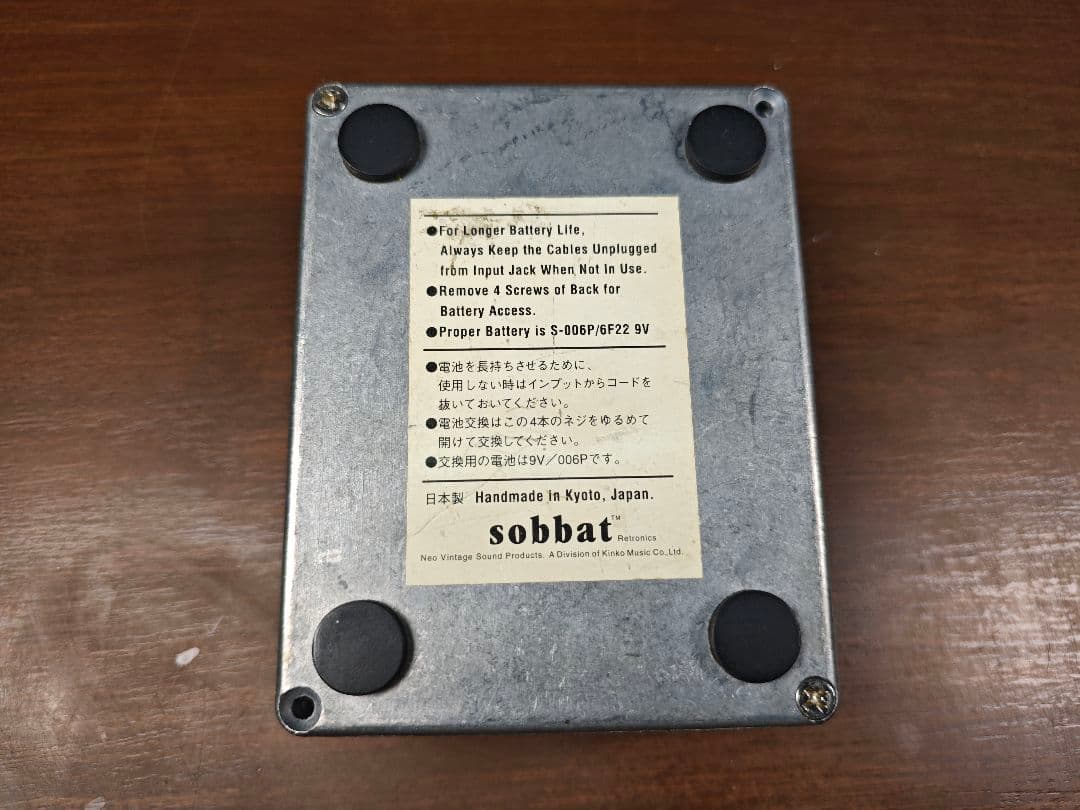 ●For Longer Battery Life,
Always Keep the Cables Unplugged
from Input Jack When Not In Use.
●Remove 4 Screws of Back for
Battery Access.
●Proper Battery is S-006P/6F22 9V
●電池を長持ちさせるために、
使用しない時はインプットからコードを
抜いておいてください。
●電池交換はこの4本のネジをゆるめて
開けて交換してください。
●交換用の電池は9V／006Pです。
日本製 Handmade in Kyoto, Japan.
sobbat™ Retronics
Neo Vintage Sound Products. A Division of Kinko Music Co., Ltd.